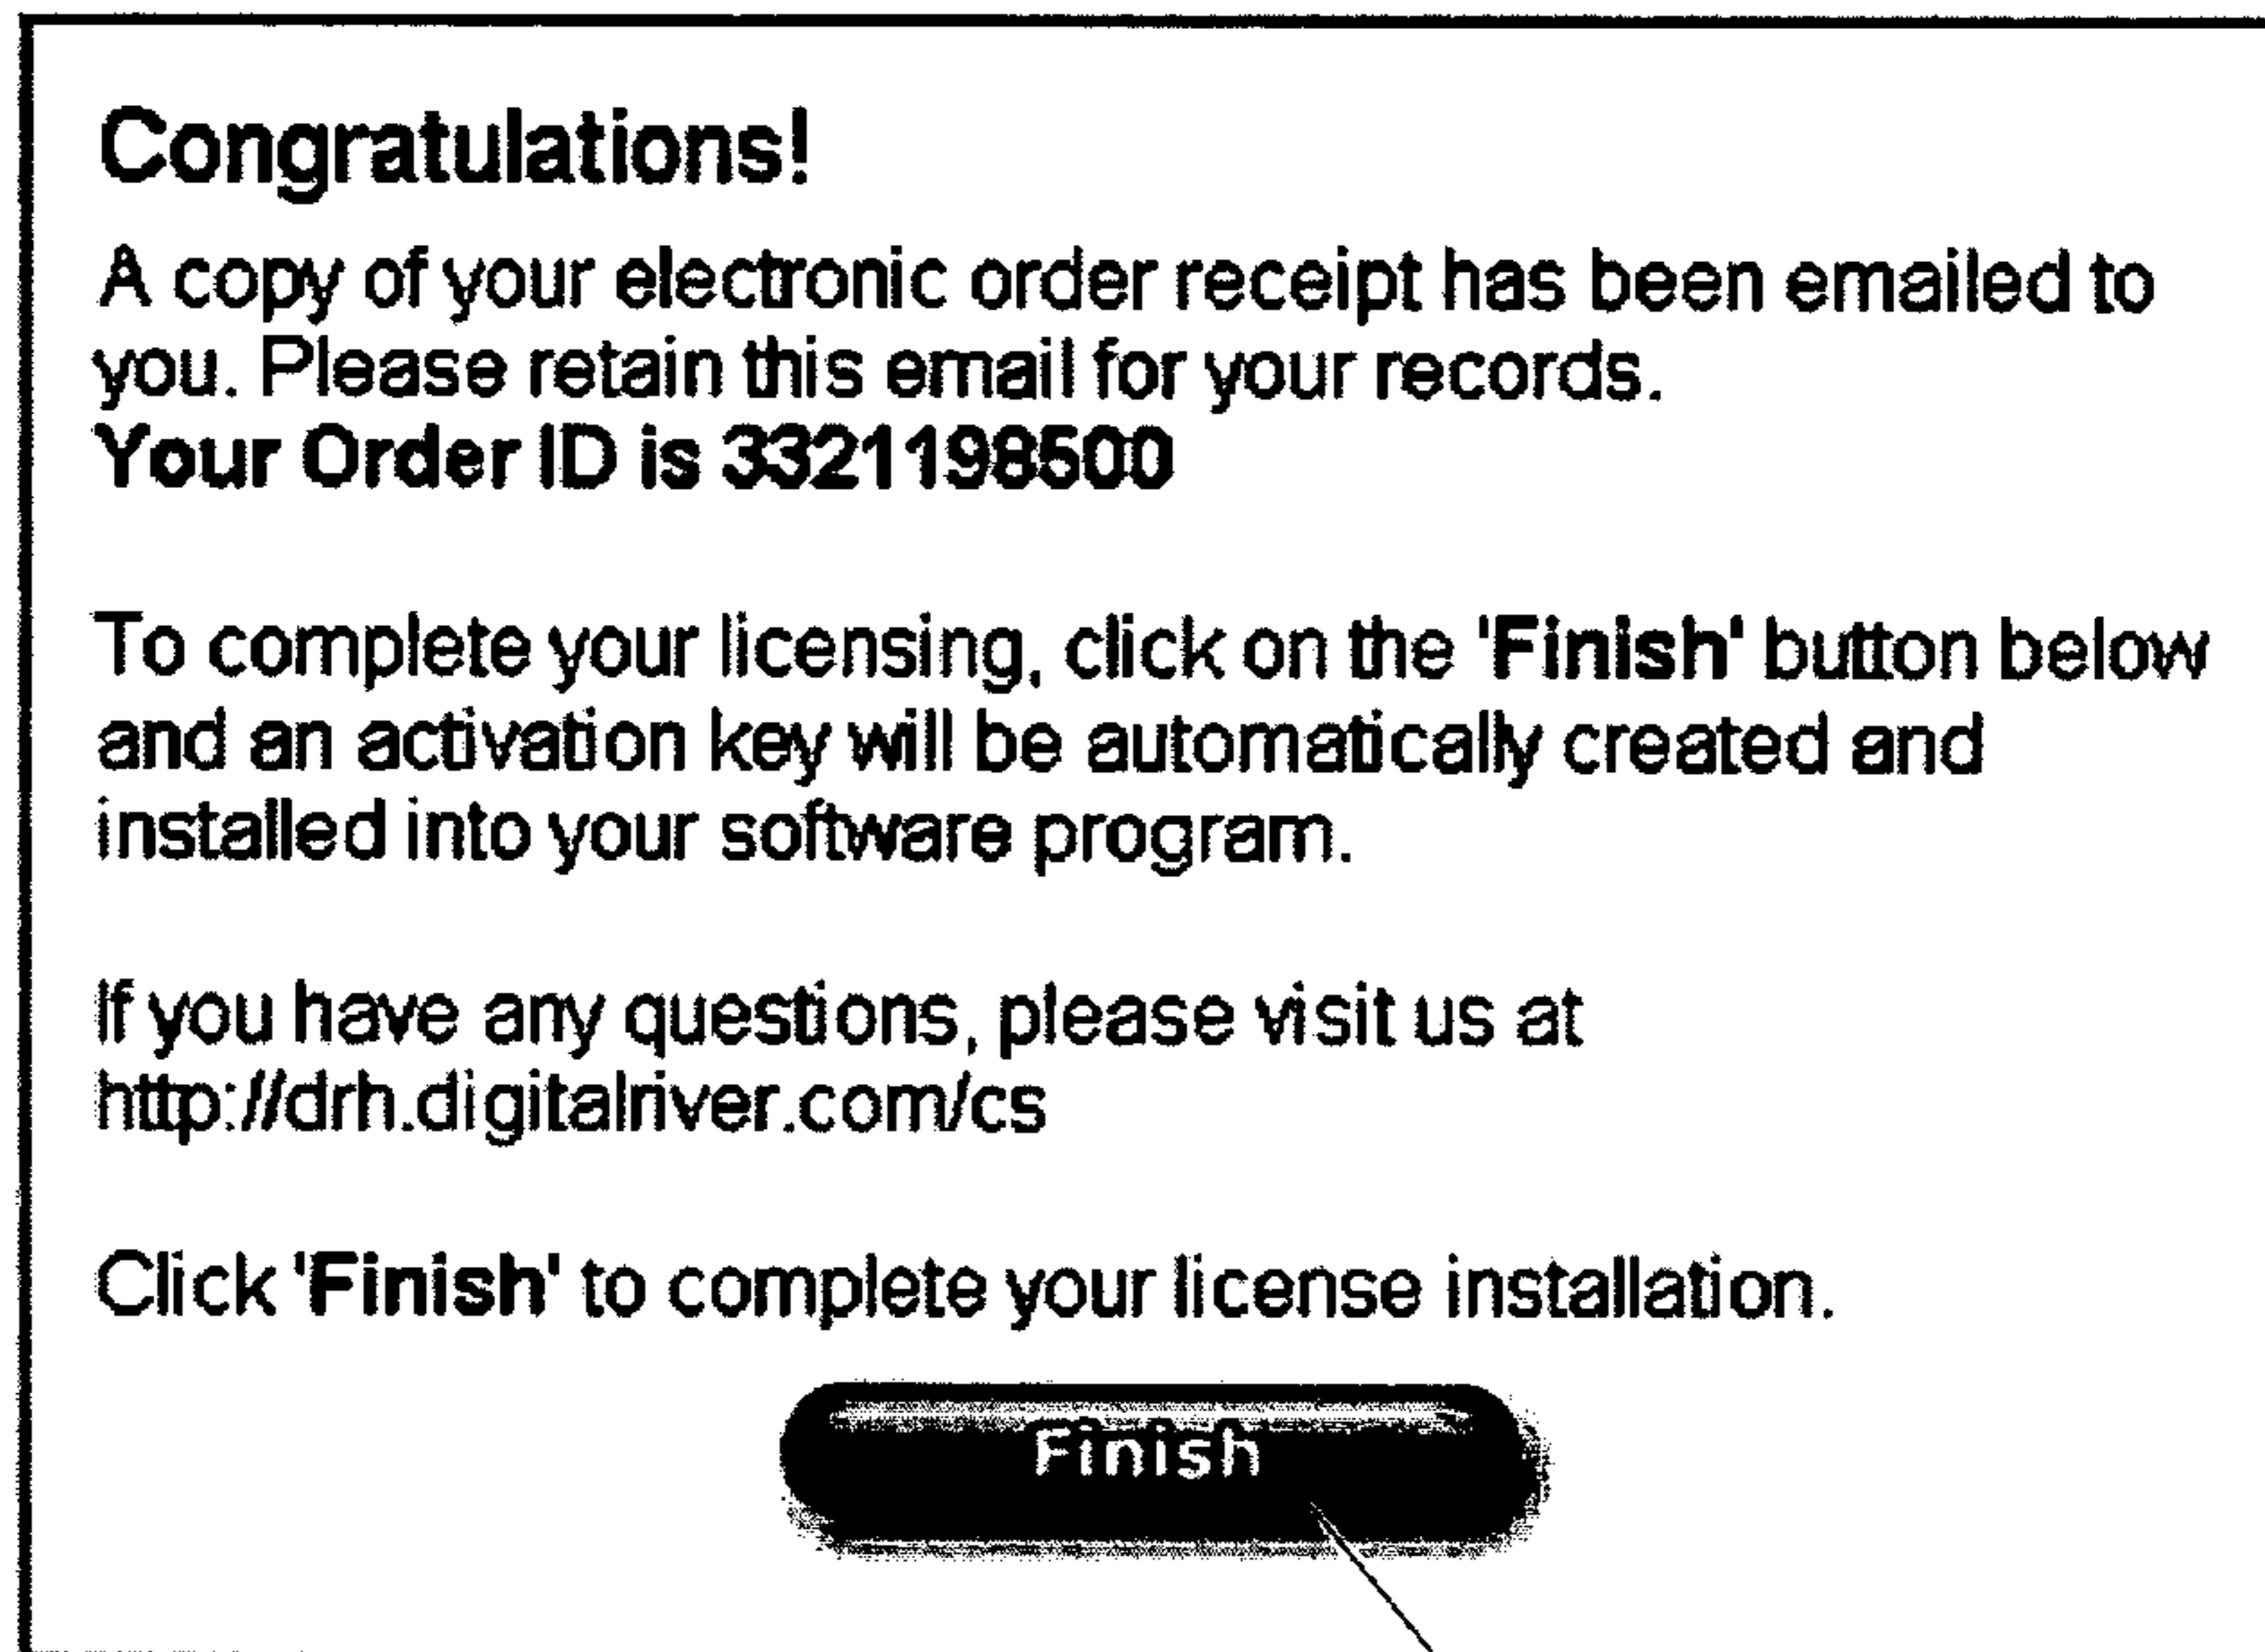 Congratulations!
A copy of your electronic order receipt has been emailed to
you. Please retain this email for your records.
Your Order ID is 3321198500
To complete your licensing, click on the 'Finish' button below
and an activation key will be automatically created and
installed into your software program.
If you have any questions, please visit us at
http://drh.digitalriver.com/cs
Click 'Finish' to complete your license installation.
Finish